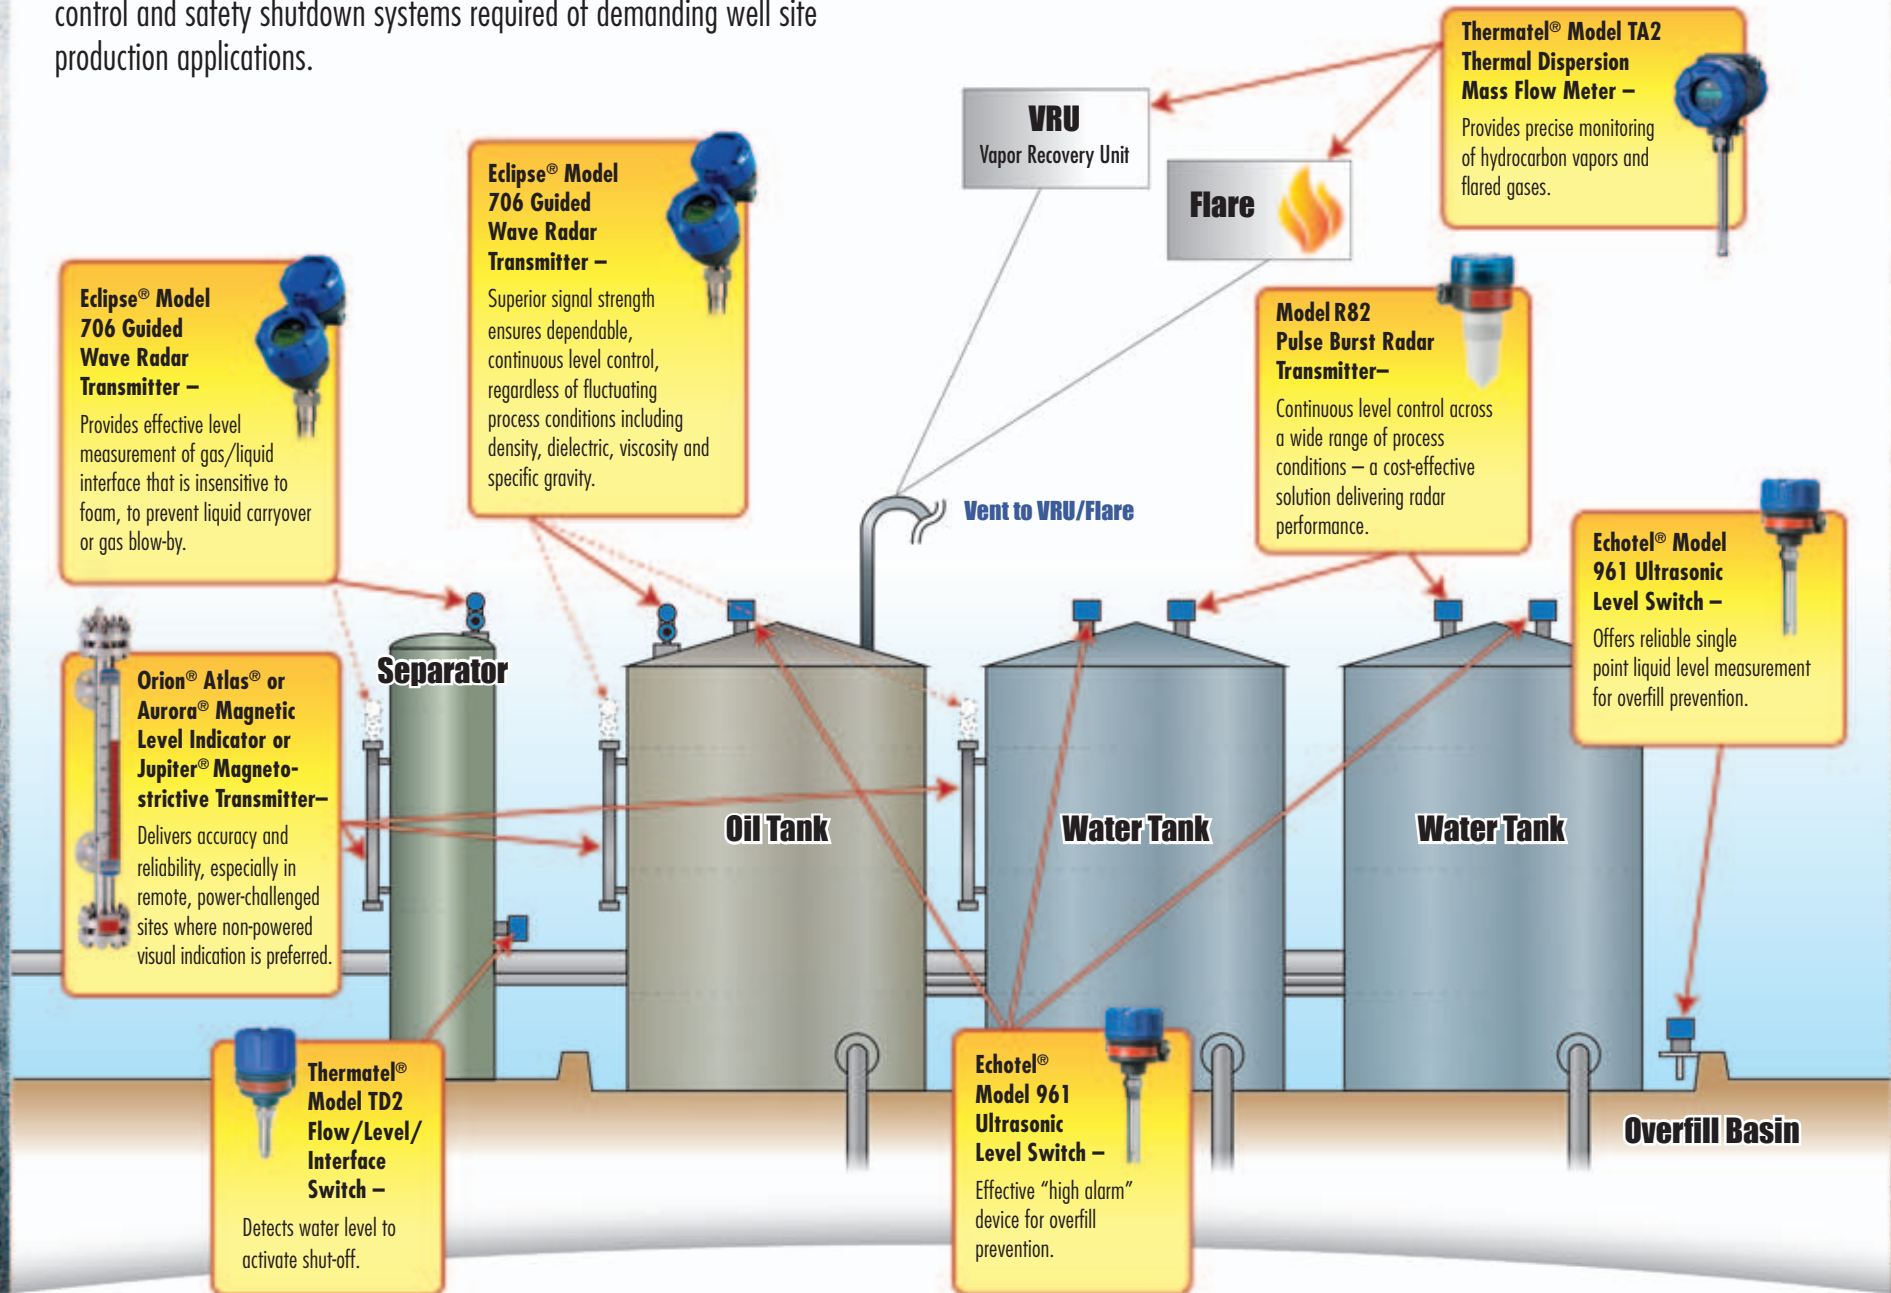 control and safety shutdown systems required of demanding well site
production applications.
Thermatel® Model TA2
Thermal Dispersion
Mass Flow Meter –
Provides precise monitoring
of hydrocarbon vapors and
flared gases.
VRU
Vapor Recovery Unit
Flare
Eclipse® Model
706 Guided
Wave Radar
Transmitter –
Superior signal strength
ensures dependable,
continuous level control,
regardless of fluctuating
process conditions including
density, dielectric, viscosity and
specific gravity.
Eclipse® Model
706 Guided
Wave Radar
Transmitter –
Provides effective level
measurement of gas/liquid
interface that is insensitive to
foam, to prevent liquid carryover
or gas blow-by.
Model R82
Pulse Burst Radar
Transmitter–
Continuous level control across
a wide range of process
conditions – a cost-effective
solution delivering radar
performance.
Vent to VRU/Flare
Echotel® Model
961 Ultrasonic
Level Switch –
Offers reliable single
point liquid level measurement
for overfill prevention.
Orion® Atlas® or
Aurora® Magnetic
Level Indicator or
Jupiter® Magneto-
strictive Transmitter–
Delivers accuracy and
reliability, especially in
remote, power-challenged
sites where non-powered
visual indication is preferred.
Separator
Oil Tank
Water Tank
Water Tank
Thermatel®
Model TD2
Flow/Level/
Interface
Switch –
Detects water level to
activate shut-off.
Echotel®
Model 961
Ultrasonic
Level Switch –
Effective “high alarm”
device for overfill
prevention.
Overfill Basin